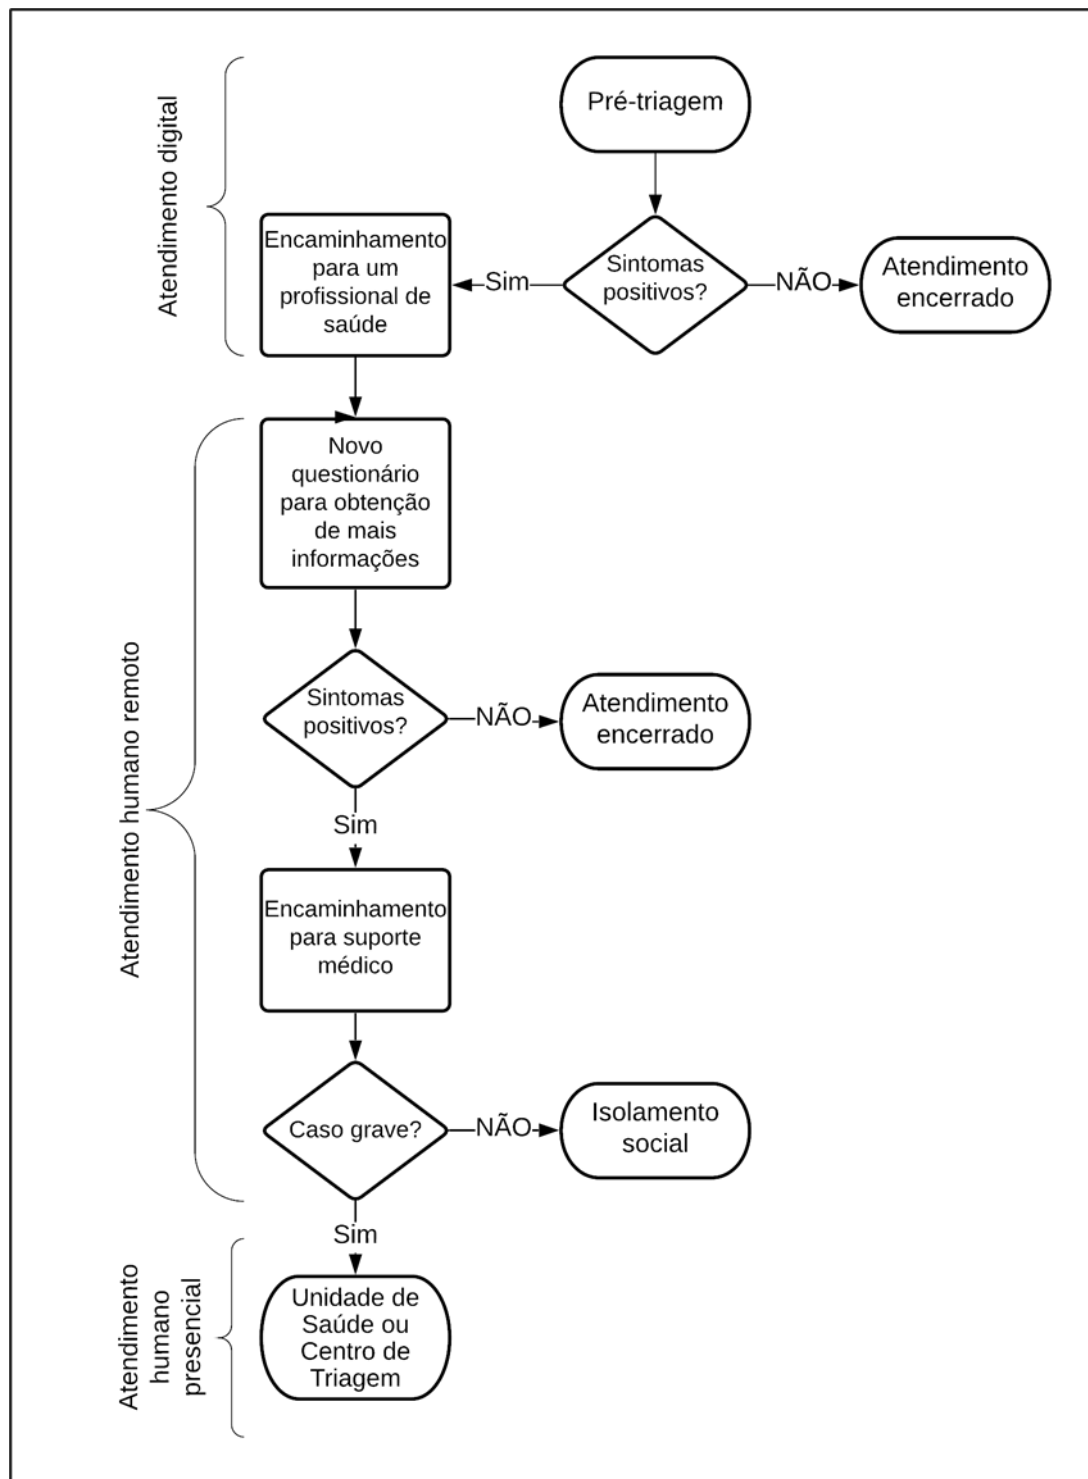 Atendimento digital
Pré-triagem
Encaminhamento
para um
profissional de
saúde
Sim
Sintomas
positivos?
NÃO
Atendimento
encerrado
Atendimento humano remoto
Novo
questionário
para obtenção
de mais
informações
Sintomas
positivos?
NÃO
Atendimento
encerrado
Sim
Encaminhamento
para suporte
médico
Caso grave?
NÃO
Isolamento
social
Sim
Atendimento
humano
presencial
Unidade de
Saúde ou
Centro de
Triagem